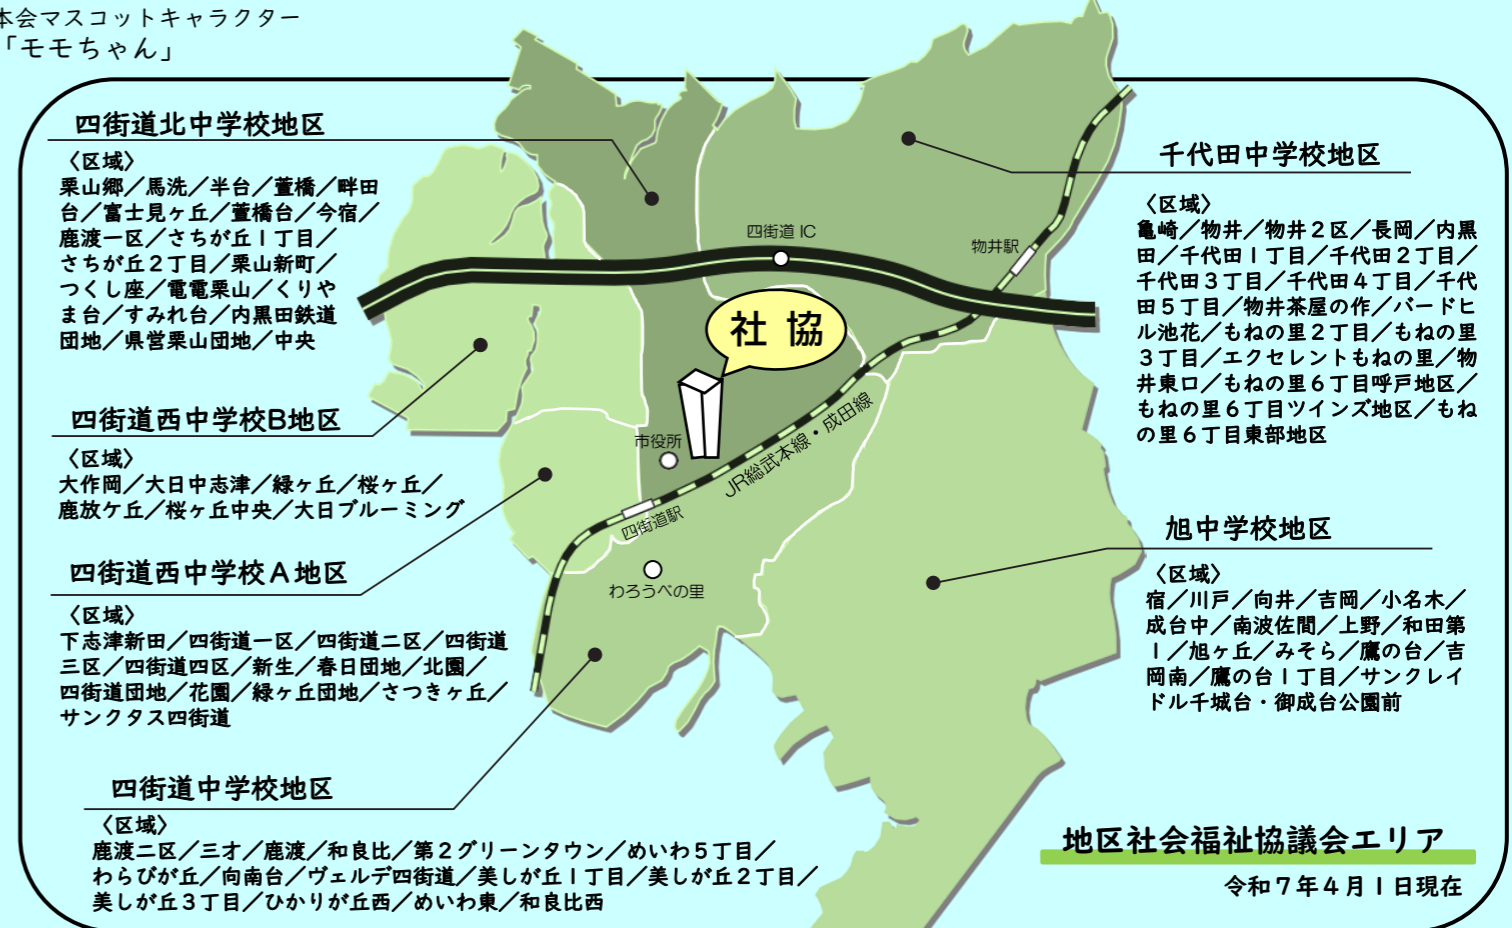 本会マスコットキャラクター
「モモちゃん」
四街道北中学校地区
〈区域〉
栗山郷／馬洗／半台／萱橋／畔田
台／富士見ヶ丘／萱橋台／今宿／
鹿渡一区／さちが丘1丁目／
さちが丘2丁目／栗山新町／
つくし座／電電栗山／くりや
ま台／すみれ台／内黒田鉄道
団地／県営栗山団地／中央
四街道西中学校B地区
〈区域〉
大作岡／大日中志津／緑ヶ丘／桜ヶ丘／
鹿放ケ丘／桜ヶ丘中央／大日ブルーミング
四街道西中学校A地区
〈区域〉
下志津新田／四街道一区／四街道二区／四街道
三区／四街道四区／新生／春日団地／北園／
四街道団地／花園／緑ヶ丘団地／さつきヶ丘／
サンクタス四街道
四街道中学校地区
〈区域〉
鹿渡二区／三才／鹿渡／和良比／第2グリーンタウン／めいわ5丁目／
わらびが丘／向南台／ヴェルデ四街道／美しが丘1丁目／美しが丘2丁目／
美しが丘3丁目／ひかりが丘西／めいわ東／和良比西
四街道 IC
物井駅
社 協
市役所
JR総武本線・成田線
四街道駅
わろうべの里
千代田中学校地区
〈区域〉
亀崎／物井／物井2区／長岡／内黒
田／千代田1丁目／千代田2丁目／
千代田3丁目／千代田4丁目／千代
田5丁目／物井茶屋の作／バードヒ
ル池花／もねの里2丁目／もねの里
3丁目／エクセレントもねの里／物
井東口／もねの里6丁目呼戸地区／
もねの里6丁目ツインズ地区／もね
の里6丁目東部地区
旭中学校地区
〈区域〉
宿／川戸／向井／吉岡／小名木／
成台中／南波佐間／上野／和田第
1／旭ヶ丘／みそら／鷹の台／吉
岡南／鷹の台1丁目／サンクレイ
ドル千城台・御成台公園前
地区社会福祉協議会エリア
令和7年4月1日現在